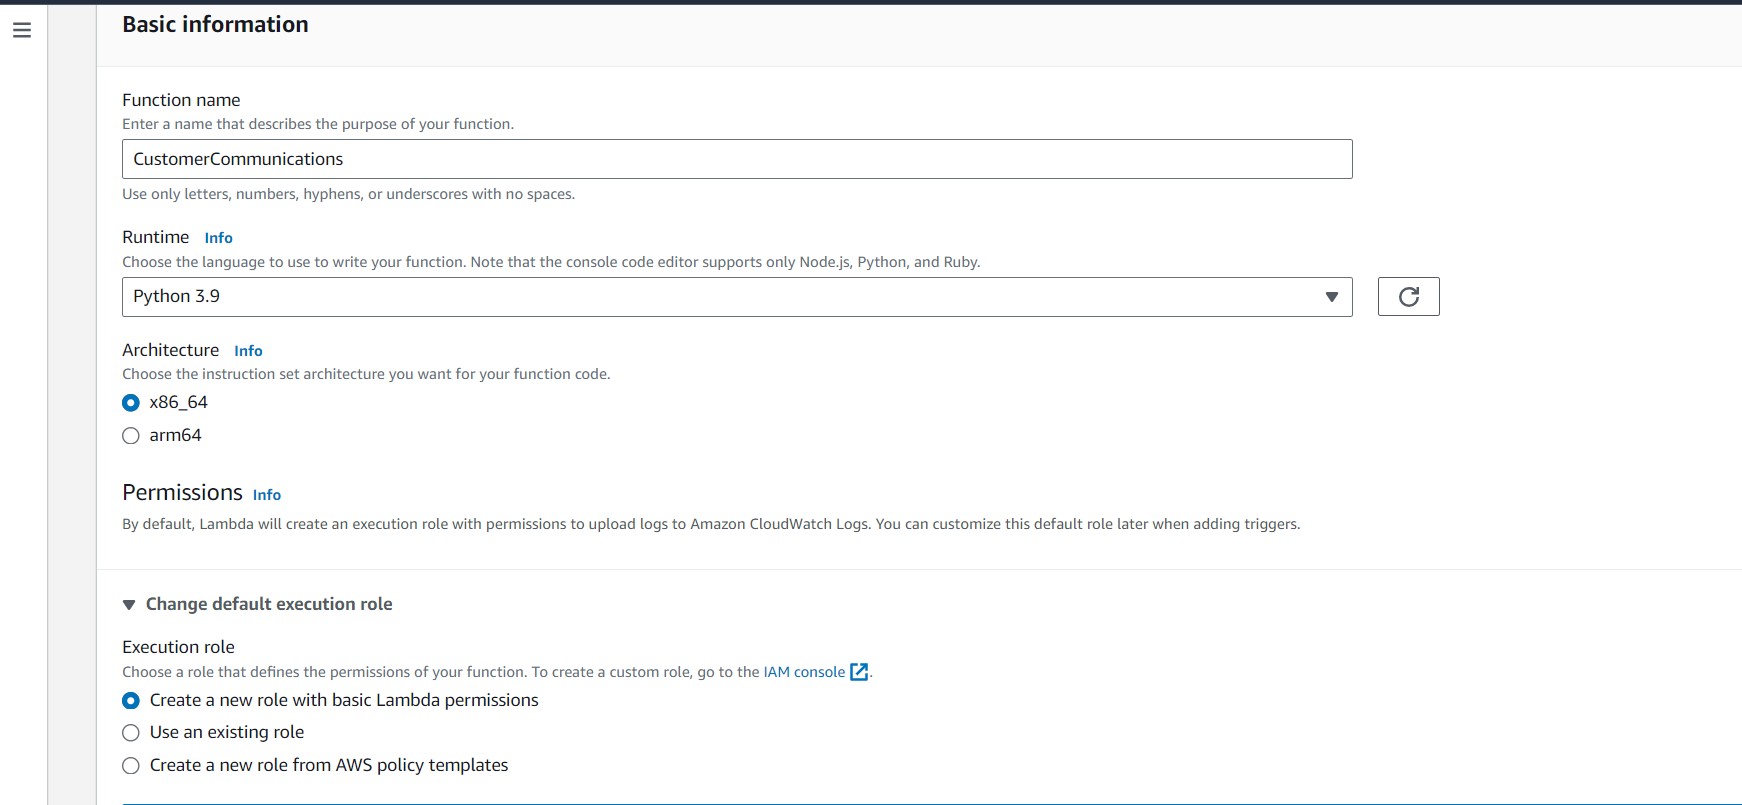 Basic information
Function name
Enter a name that describes the purpose of your function.
CustomerCommunications
Use only letters, numbers, hyphens, or underscores with no spaces.
Runtime Info
Choose the language to use to write your function. Note that the console code editor supports only Node.js, Python, and Ruby.
Python 3.9
Architecture Info
Choose the instruction set architecture you want for your function code.
x86_64
arm64
Permissions Info
By default, Lambda will create an execution role with permissions to upload logs to Amazon CloudWatch Logs. You can customize this default role later when adding triggers.
Change default execution role
Execution role
Choose a role that defines the permissions of your function. To create a custom role, go to the IAM console.
Create a new role with basic Lambda permissions
Use an existing role
Create a new role from AWS policy templates